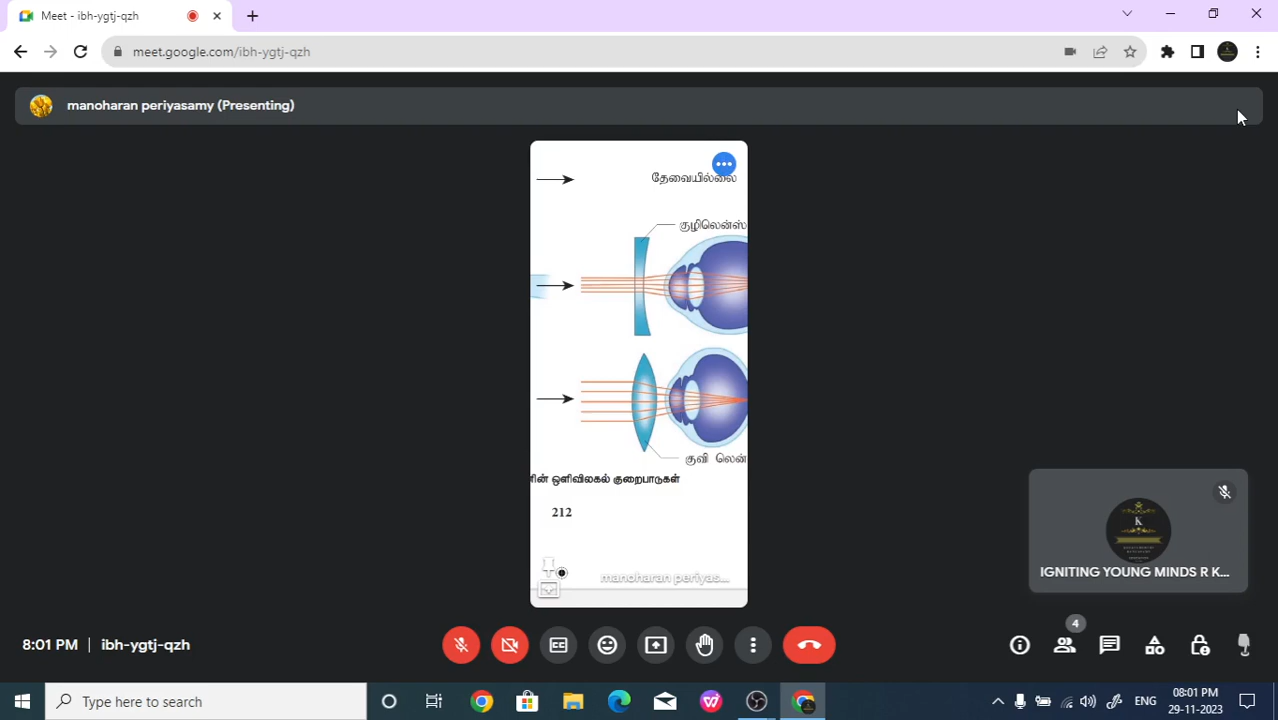 Meet - ibh-ygtj-qzh
meet.google.com/ibh-ygtj-qzh
manoharan periyasamy (Presenting)
தேவையில்லை
குழிலென்ஸ்
குவி லென்
ளின் ஒளிவிலகல் குறைபாடுகள்
212
manoharan periyas...
K
IGNITING YOUNG MINDS R K...
8:01 PM | ibh-ygtj-qzh
4
Type here to search
ENG
08:01 PM
29-11-2023